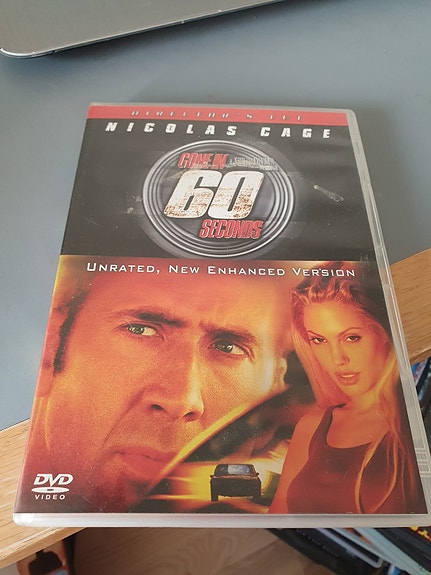 DIRECTOR'S CUT
NICOLAS CAGE
GONE IN
60
SECONDS
UNRATED, NEW ENHANCED VERSION
DVD
VIDEO